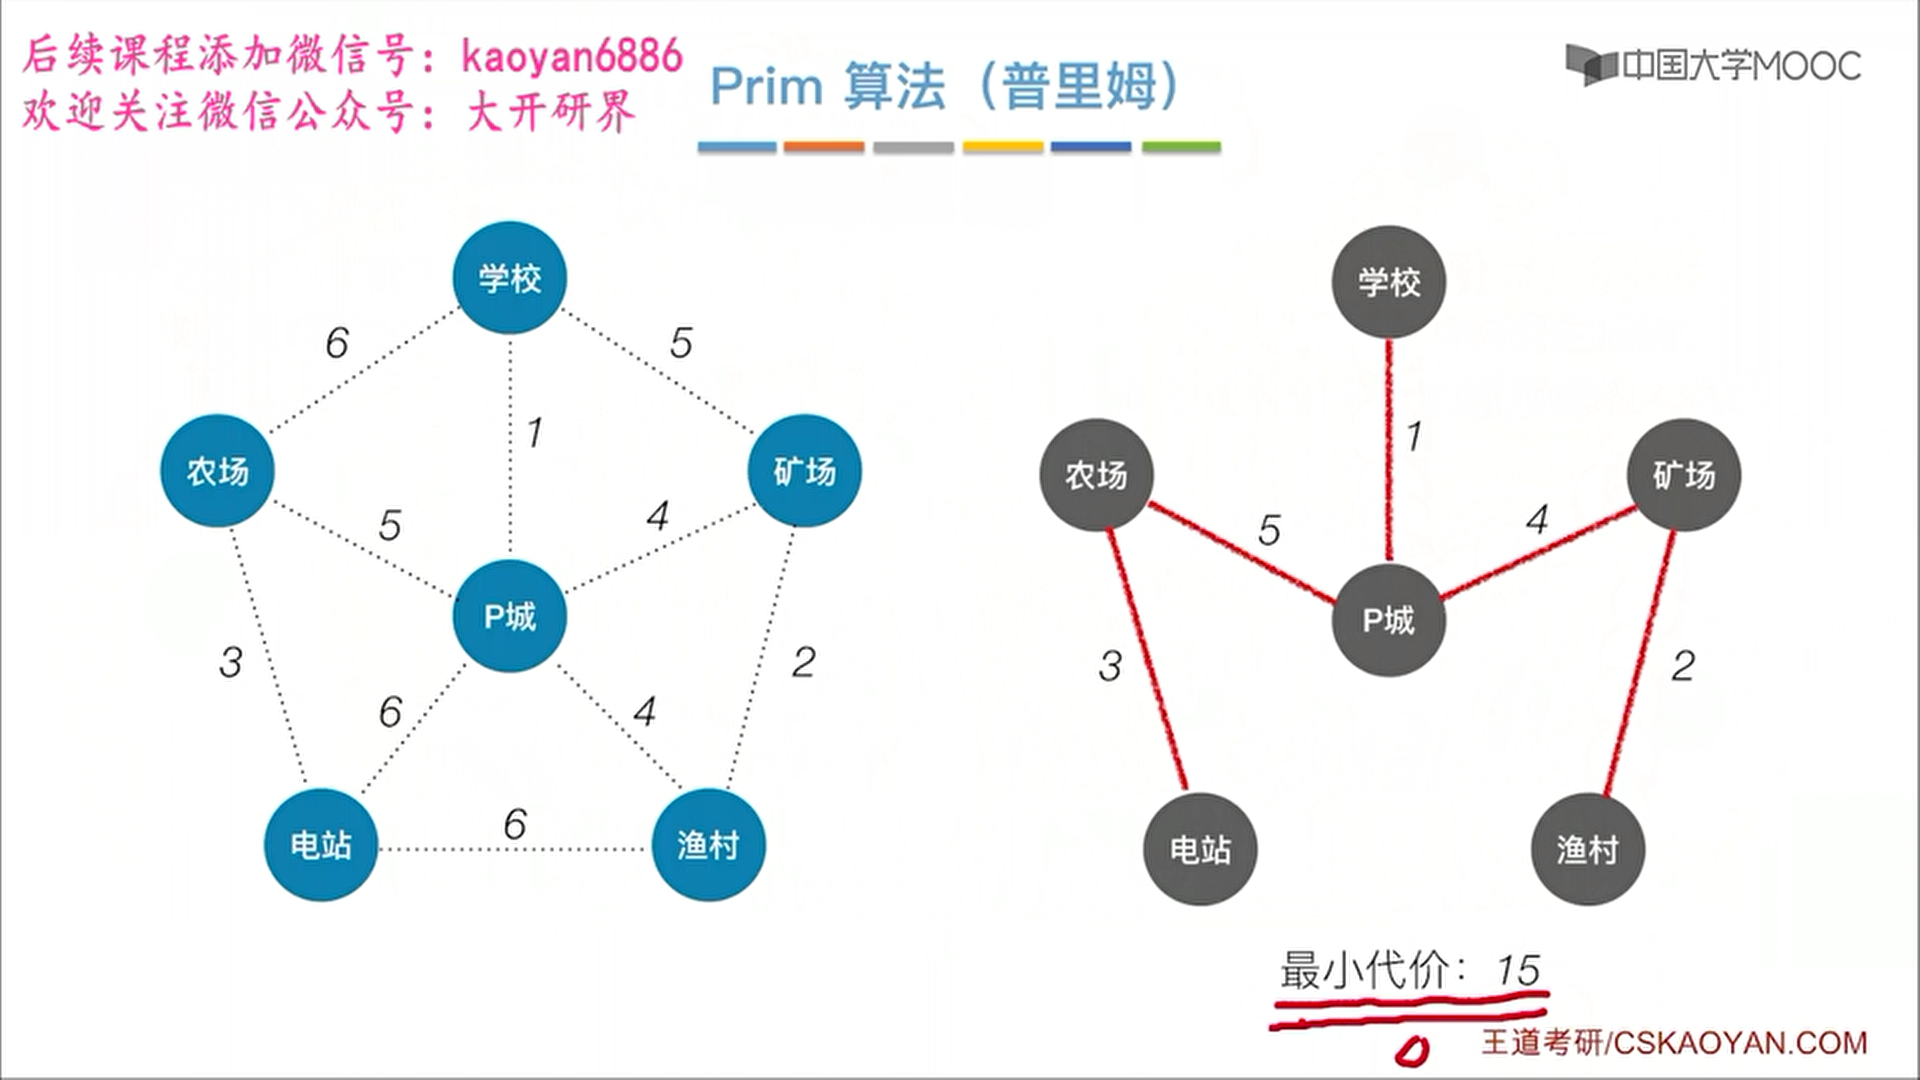 后续课程添加微信号：kaoyan6886
欢迎关注微信公众号：大开研界
Prim 算法（普里姆）
中国大学MOOC
学校
6
5
1
农场
矿场
5
4
P城
3
2
6
4
电站
6
渔村
学校
1
农场
矿场
5
4
P城
3
2
电站
渔村
最小代价：15
王道考研/CSKAOYAN.COM